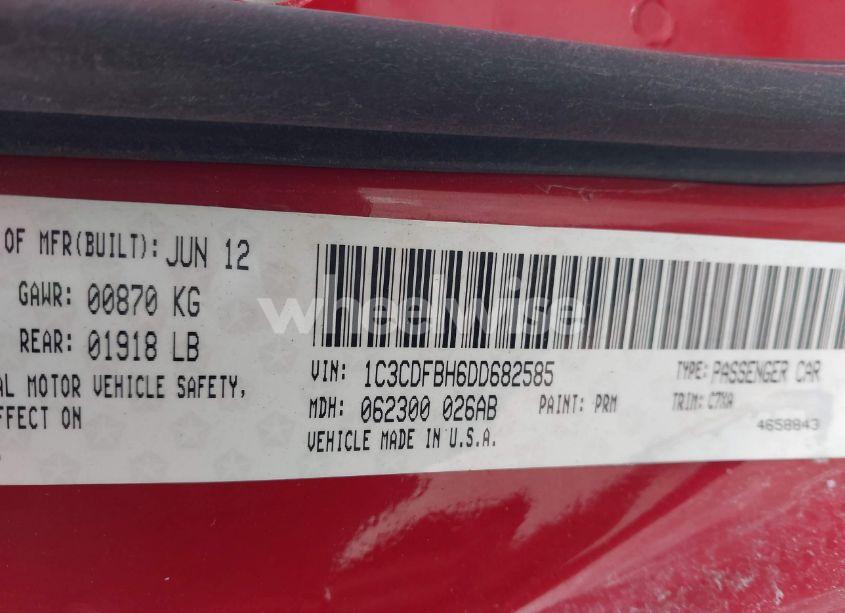 OF MFR(BUILT): JUN 12
GAWR: 00870 KG
REAR: 01918 LB
AL MOTOR VEHICLE SAFETY,
FFECT ON
wheelwise
VIN: 1C3CDFBH6DD682585
TYPE: PASSENGER CAR
MDH: 062300 026AB
PAINT: PRM
TRIM: C7XA
VEHICLE MADE IN U.S.A.
4658843